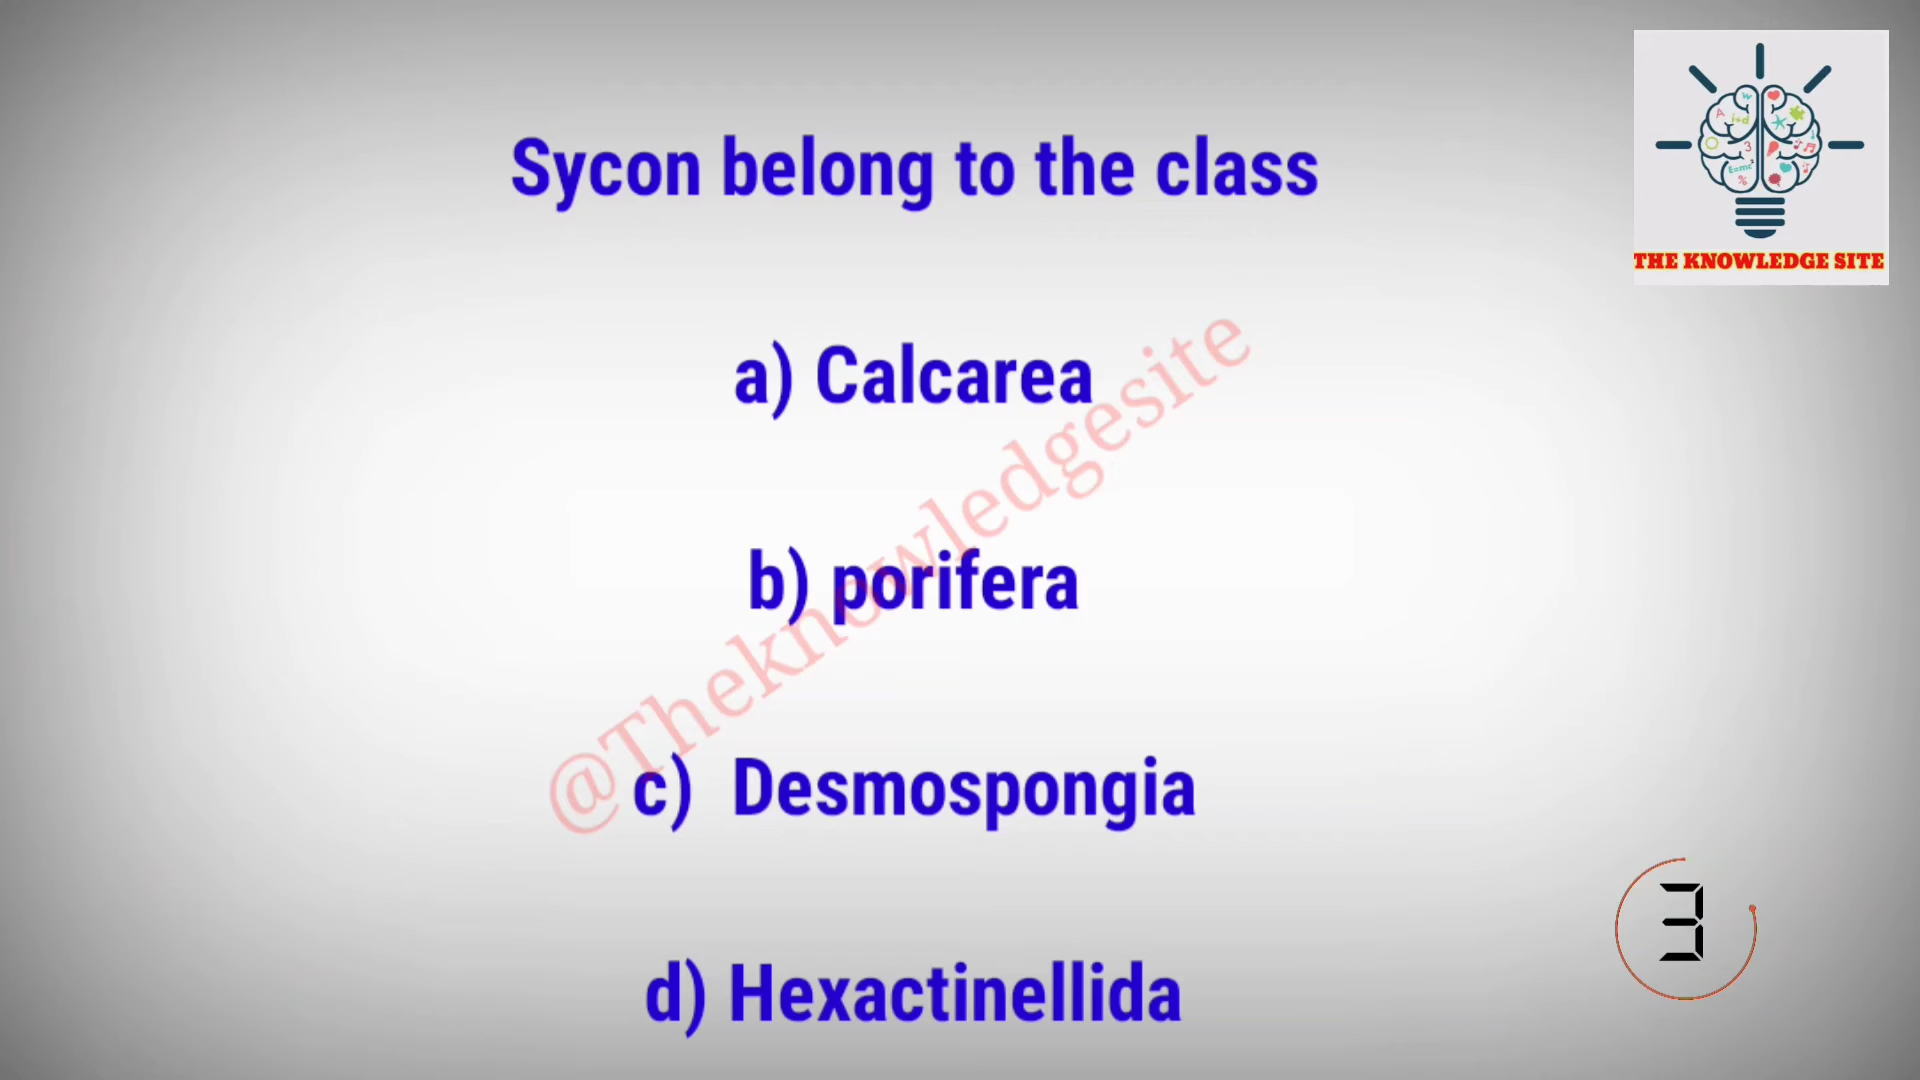 Sycon belong to the class
THE KNOWLEDGE SITE
a) Calcarea
b) porifera
c) Desmospongia
d) Hexactinellida
@Theknowledgesite
3